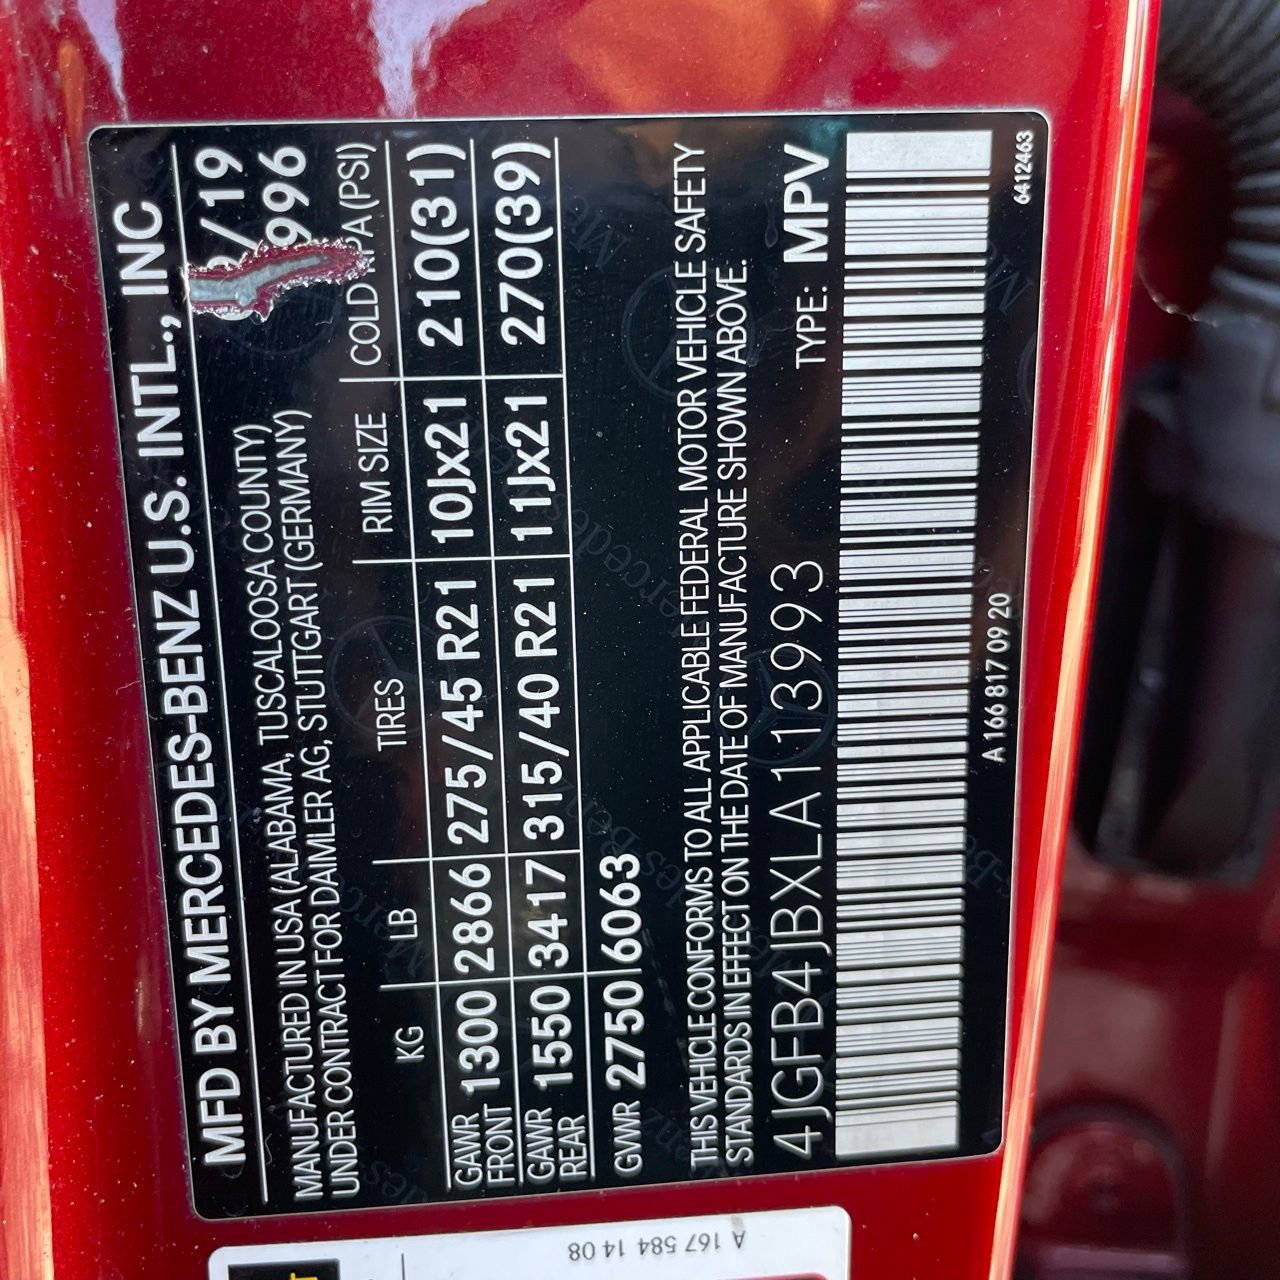 MFD BY MERCEDES-BENZ U.S. INTL., INC
MANUFACTURED IN USA (ALABAMA, TUSCALOOSA COUNTY) /19
UNDER CONTRACT FOR DAIMLER AG, STUTTGART (GERMANY) 996
KG LB TIRES RIM SIZE COLD KPA (PSI)
GAWR FRONT 1300 2866 275/45 R21 10Jx21 210(31)
GAWR REAR 1550 3417 315/40 R21 11Jx21 270(39)
GVWR 2750 6063
THIS VEHICLE CONFORMS TO ALL APPLICABLE FEDERAL MOTOR VEHICLE SAFETY
STANDARDS IN EFFECT ON THE DATE OF MANUFACTURE SHOWN ABOVE.
4JGFB4JBXLA113993 TYPE: MPV
A 166 817 09 20 6412463
A 167 584 14 08